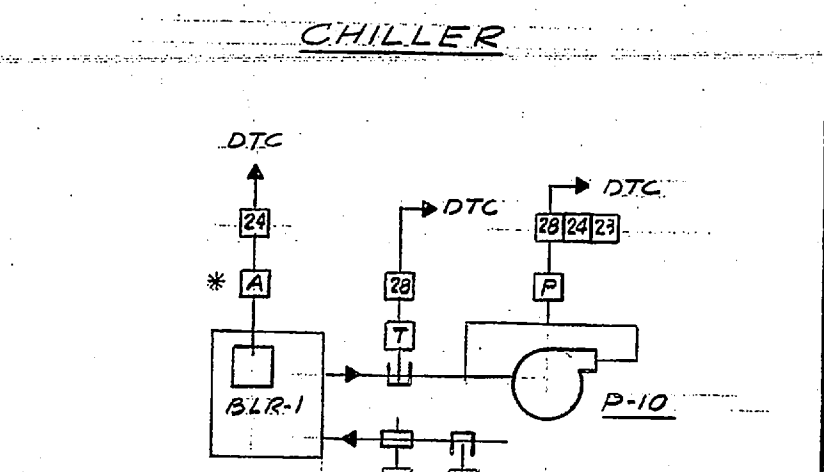 CHILLER
DTC
DTC
DTC
24
28 24 23
* A
28
P
T
BLR-1
P-10